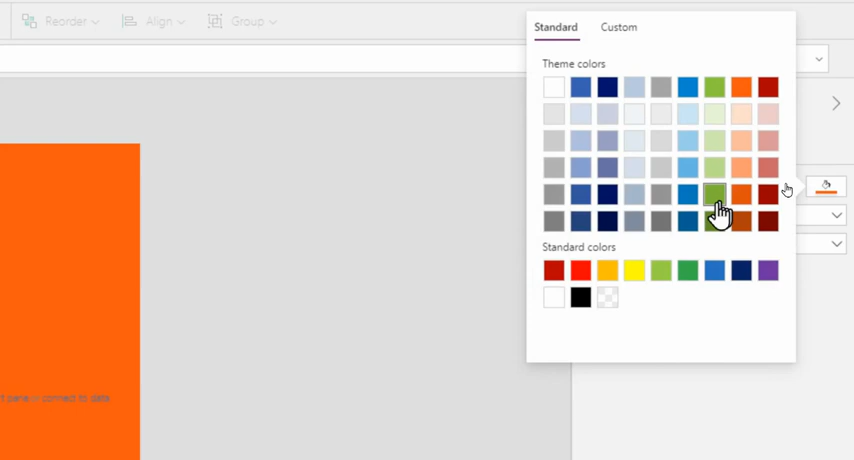 Reorder
Align
Group
Standard
Custom
Theme colors
Standard colors
connect to data